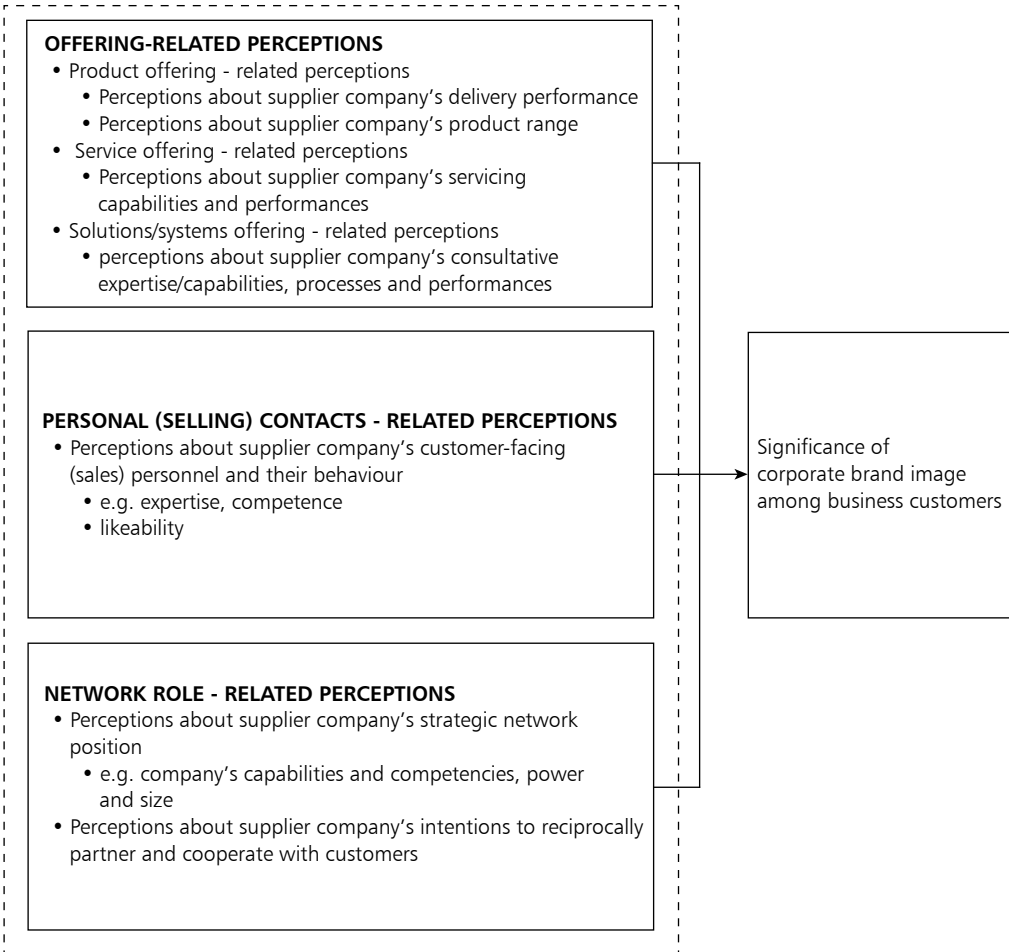 OFFERING-RELATED PERCEPTIONS
• Product offering - related perceptions
• Perceptions about supplier company's delivery performance
• Perceptions about supplier company's product range
• Service offering - related perceptions
• Perceptions about supplier company's servicing
capabilities and performances
• Solutions/systems offering - related perceptions
• perceptions about supplier company's consultative
expertise/capabilities, processes and performances
PERSONAL (SELLING) CONTACTS - RELATED PERCEPTIONS
• Perceptions about supplier company's customer-facing
(sales) personnel and their behaviour
• e.g. expertise, competence
• likeability
NETWORK ROLE - RELATED PERCEPTIONS
• Perceptions about supplier company's strategic network
position
• e.g. company's capabilities and competencies, power
and size
• Perceptions about supplier company's intentions to reciprocally
partner and cooperate with customers
Significance of
corporate brand image
among business customers